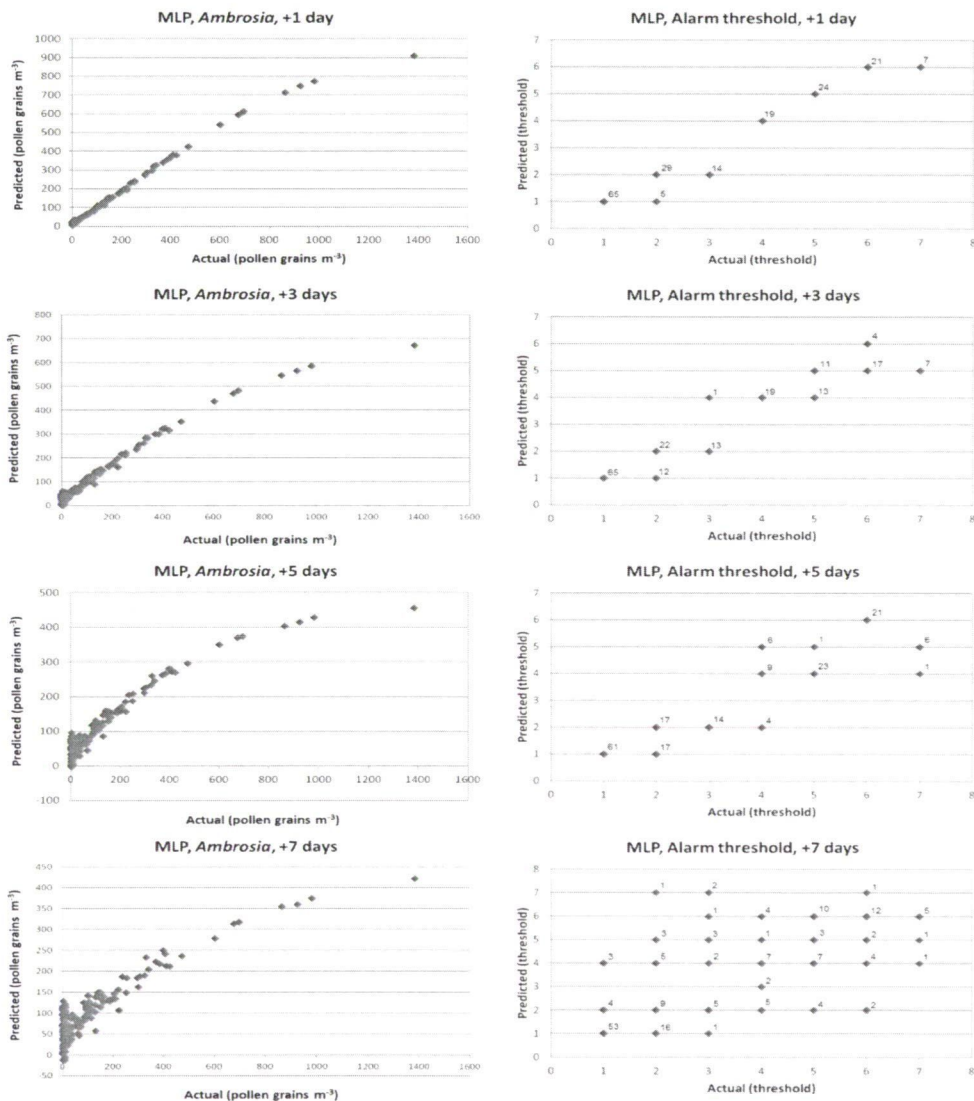 MLP, Ambrosia, +1 day
1000
900
800
700
600
500
400
300
200
100
0
0 200 400 600 800 1000 1200 1400 1600
Predicted (pollen grains m⁻³)
Actual (pollen grains m⁻³)
MLP, Alarm threshold, +1 day
7
6
5
4
3
2
1
0
21 7
24
19
29 14
65 5
0 1 2 3 4 5 6 7 8
Predicted (threshold)
Actual (threshold)
MLP, Ambrosia, +3 days
800
700
600
500
400
300
200
100
0
0 200 400 600 800 1000 1200 1400 1600
Predicted (pollen grains m⁻³)
Actual (pollen grains m⁻³)
MLP, Alarm threshold, +3 days
7
6
5
4
3
2
1
0
4
11 17 7
1 19 13
22 13
65 12
0 1 2 3 4 5 6 7 8
Predicted (threshold)
Actual (threshold)
MLP, Ambrosia, +5 days
500
400
300
200
100
0
-100
0 200 400 600 800 1000 1200 1400 1600
Predicted (pollen grains m⁻³)
Actual (pollen grains m⁻³)
MLP, Alarm threshold, +5 days
7
6
5
4
3
2
1
0
21
6 1 6
9 23 1
17 14 4
61 17
0 1 2 3 4 5 6 7 8
Predicted (threshold)
Actual (threshold)
MLP, Ambrosia, +7 days
450
400
350
300
250
200
150
100
50
0
50
0 200 400 600 800 1000 1200 1400 1600
Predicted (pollen grains m⁻³)
Actual (pollen grains m⁻³)
MLP, Alarm threshold, +7 days
8
7
6
5
4
3
2
1
0
1 2 1
1 4 10 12 5
3 3 1 3 2 1
3 2 7 7 4 1
2
4 9 5 5 4 2
53 16 1
0 1 2 3 4 5 6 7 8
Predicted (threshold)
Actual (threshold)